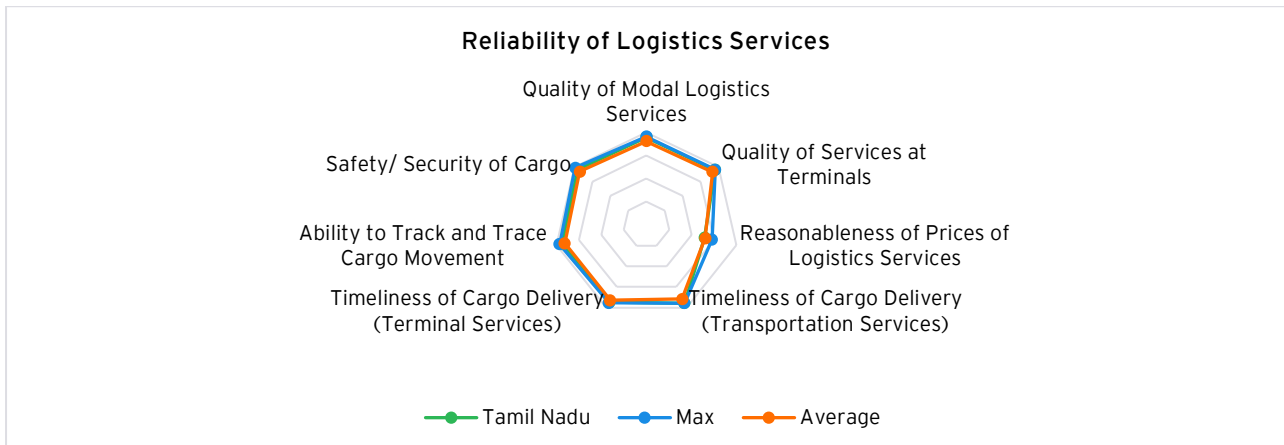 Reliability of Logistics Services
Quality of Modal Logistics
Services
Quality of Services at
Terminals
Reasonableness of Prices of
Logistics Services
Timeliness of Cargo Delivery
(Transportation Services)
Timeliness of Cargo Delivery
(Terminal Services)
Ability to Track and Trace
Cargo Movement
Safety/ Security of Cargo
Tamil Nadu
Max
Average